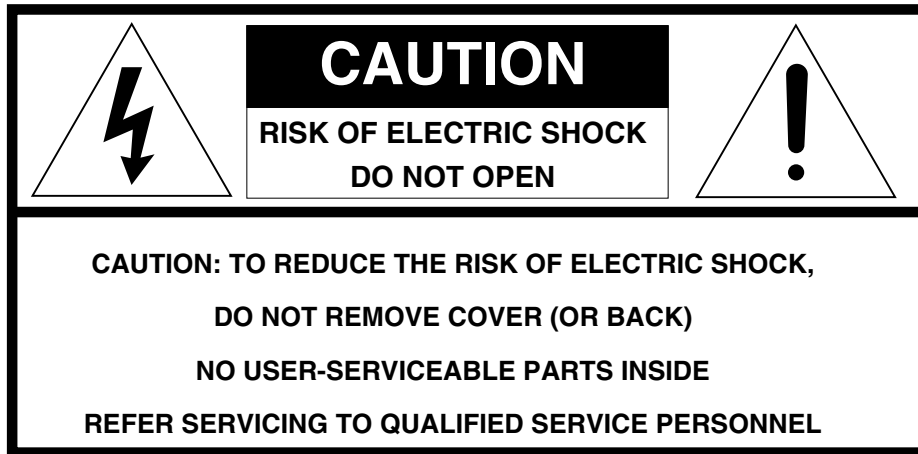 CAUTION
RISK OF ELECTRIC SHOCK
DO NOT OPEN
CAUTION: TO REDUCE THE RISK OF ELECTRIC SHOCK,
DO NOT REMOVE COVER (OR BACK)
NO USER-SERVICEABLE PARTS INSIDE
REFER SERVICING TO QUALIFIED SERVICE PERSONNEL